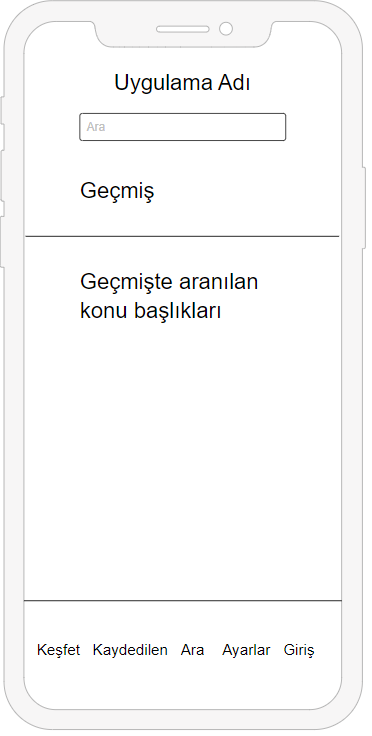 Uygulama Adı
Ara
Geçmiş
Geçmişte aranılan
konu başlıkları
Keşfet Kaydedilen Ara Ayarlar Giriş